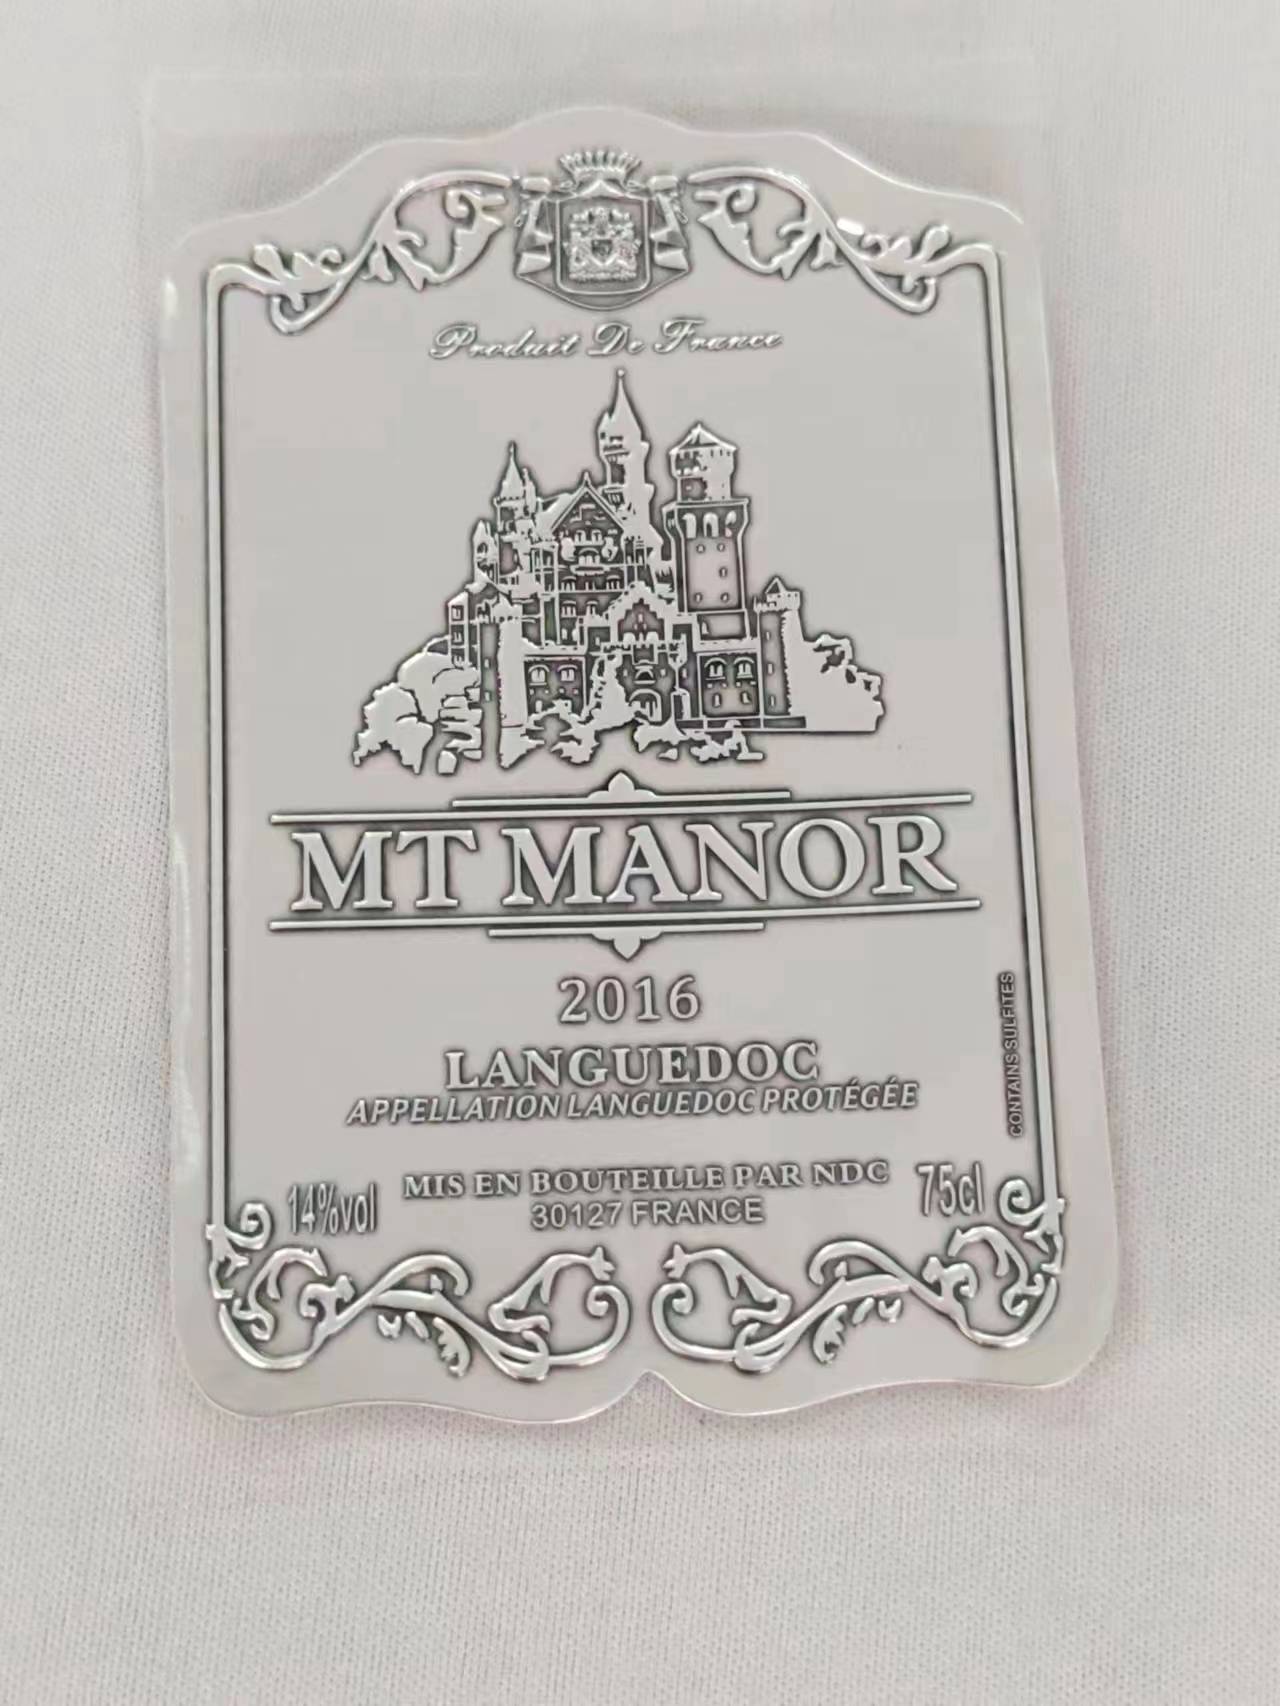 Produit De France
MT MANOR
2016
LANGUEDOC
APPELLATION LANGUEDOC PROTÉGÉE
MIS EN BOUTEILLE PAR NDC
30127 FRANCE
14%vol
75cl
CONTAINS SULFITES